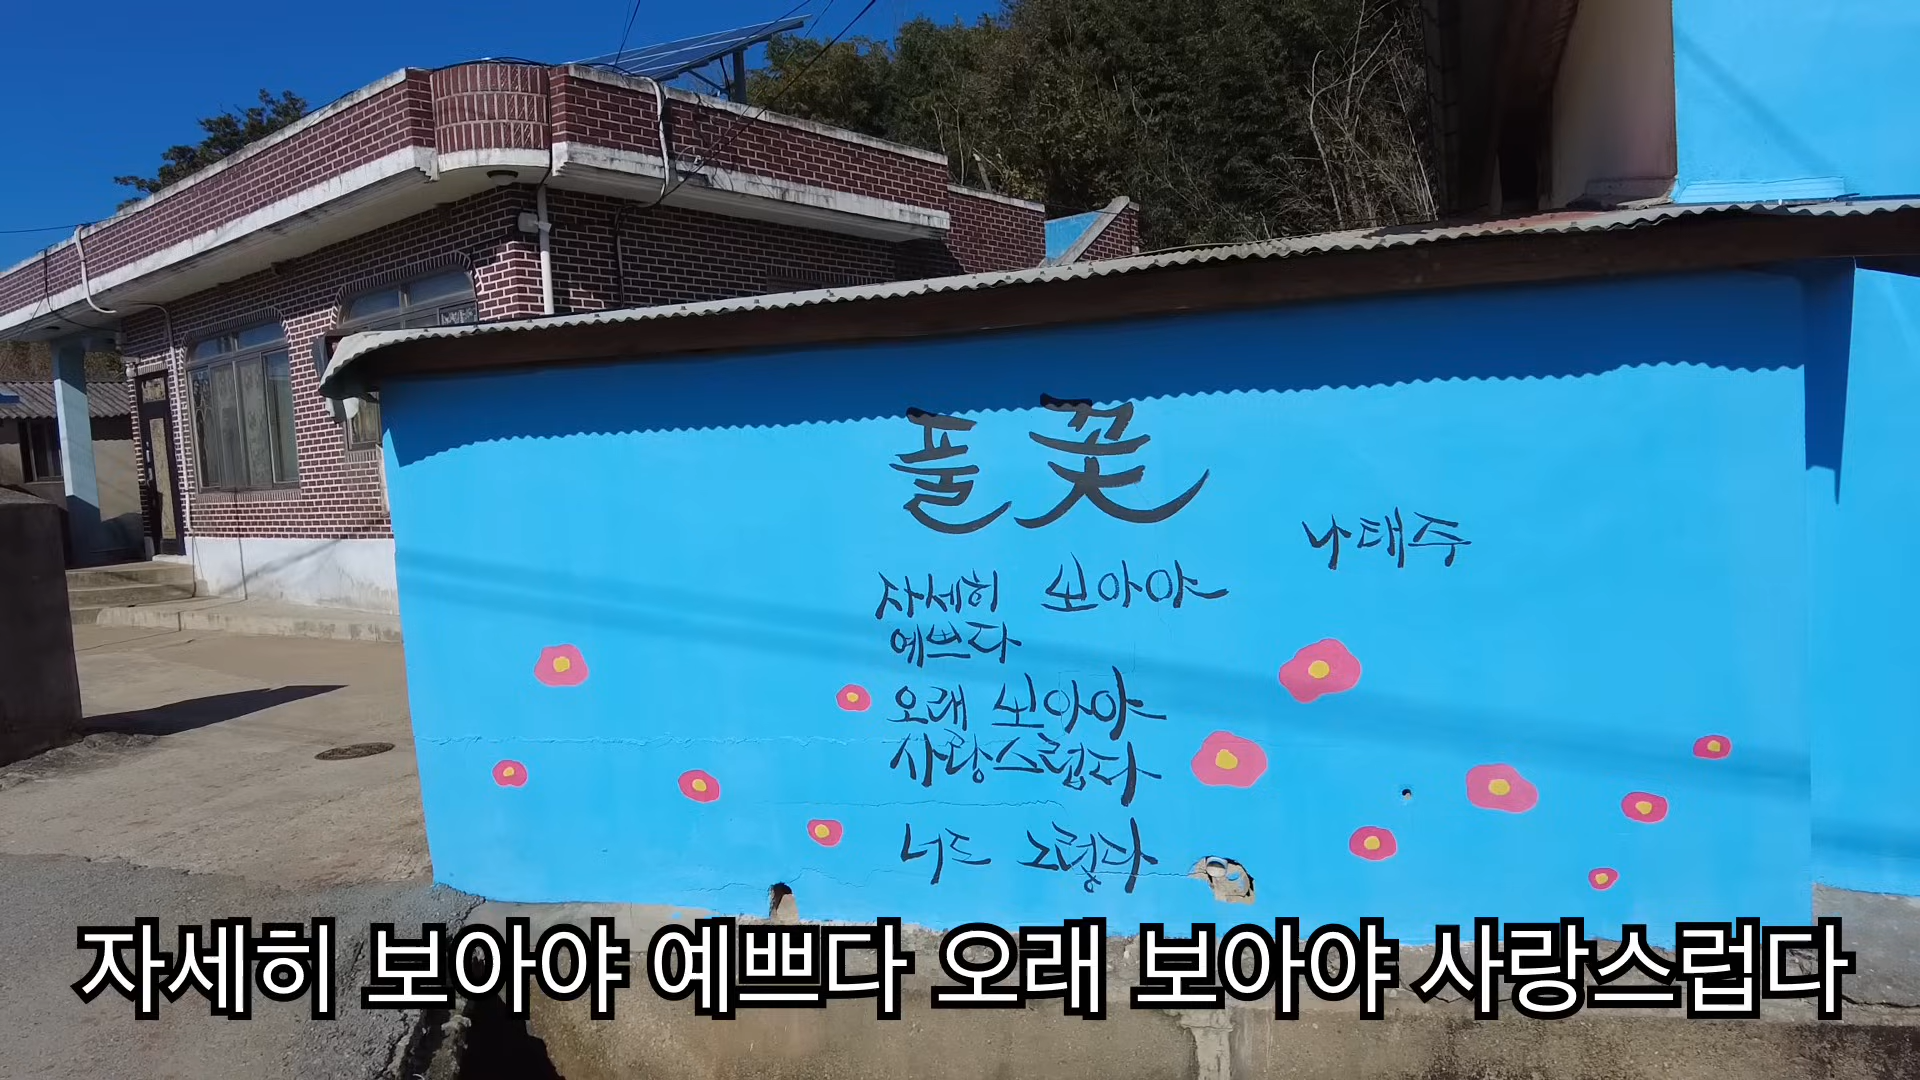 풀꽃
나태주
자세히 보아야
예쁘다
오래 보아야
사랑스럽다
너도 그렇다
자세히 보아야 예쁘다 오래 보아야 사랑스럽다